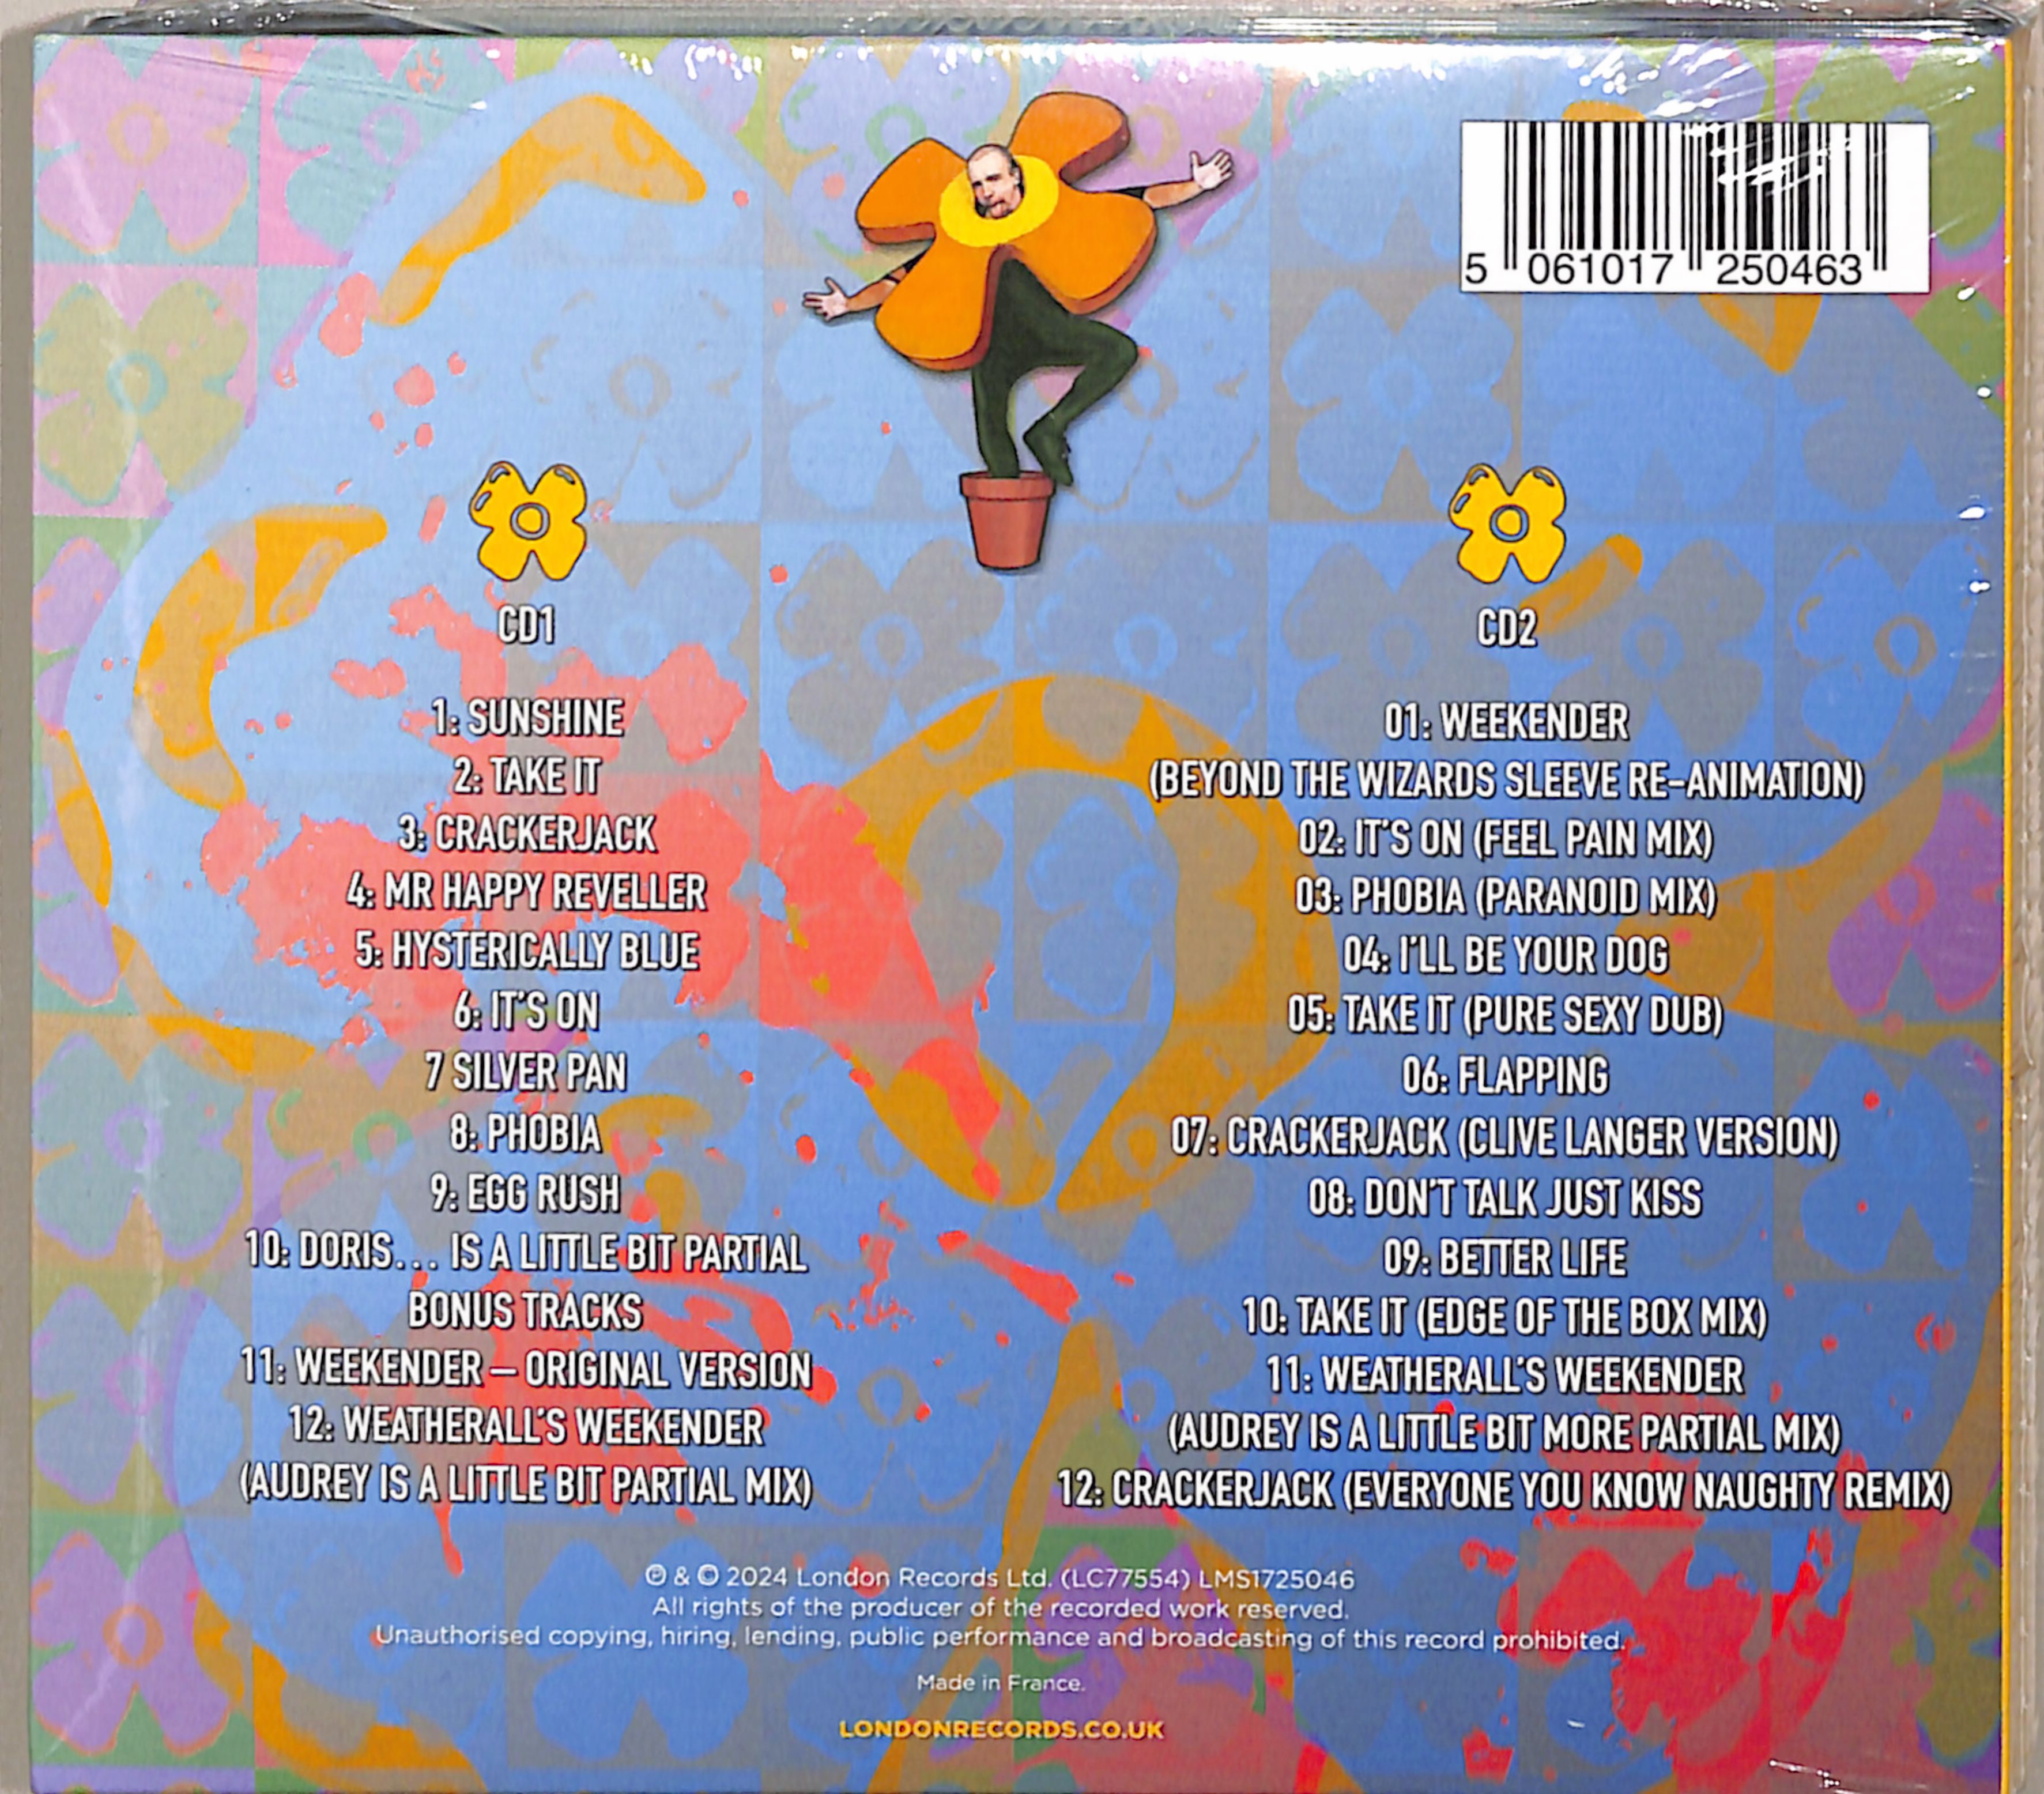 5 061017 250463
CD1
1: SUNSHINE
2: TAKE IT
3: CRACKERJACK
4: MR HAPPY REVELLER
5: HYSTERICALLY BLUE
6: IT'S ON
7 SILVER PAN
8: PHOBIA
9: EGG RUSH
10: DORIS... IS A LITTLE BIT PARTIAL
BONUS TRACKS
11: WEEKENDER – ORIGINAL VERSION
12: WEATHERALL'S WEEKENDER
(AUDREY IS A LITTLE BIT PARTIAL MIX)
CD2
01: WEEKENDER
(BEYOND THE WIZARDS SLEEVE RE-ANIMATION)
02: IT'S ON (FEEL PAIN MIX)
03: PHOBIA (PARANOID MIX)
04: I'LL BE YOUR DOG
05: TAKE IT (PURE SEXY DUB)
06: FLAPPING
07: CRACKERJACK (CLIVE LANGER VERSION)
08: DON'T TALK JUST KISS
09: BETTER LIFE
10: TAKE IT (EDGE OF THE BOX MIX)
11: WEATHERALL'S WEEKENDER
(AUDREY IS A LITTLE BIT MORE PARTIAL MIX)
12: CRACKERJACK (EVERYONE YOU KNOW NAUGHTY REMIX)
℗ & © 2024 London Records Ltd. (LC77554) LMS1725046
All rights of the producer of the recorded work reserved.
Unauthorised copying, hiring, lending, public performance and broadcasting of this record prohibited.
Made in France.
LONDONRECORDS.CO.UK